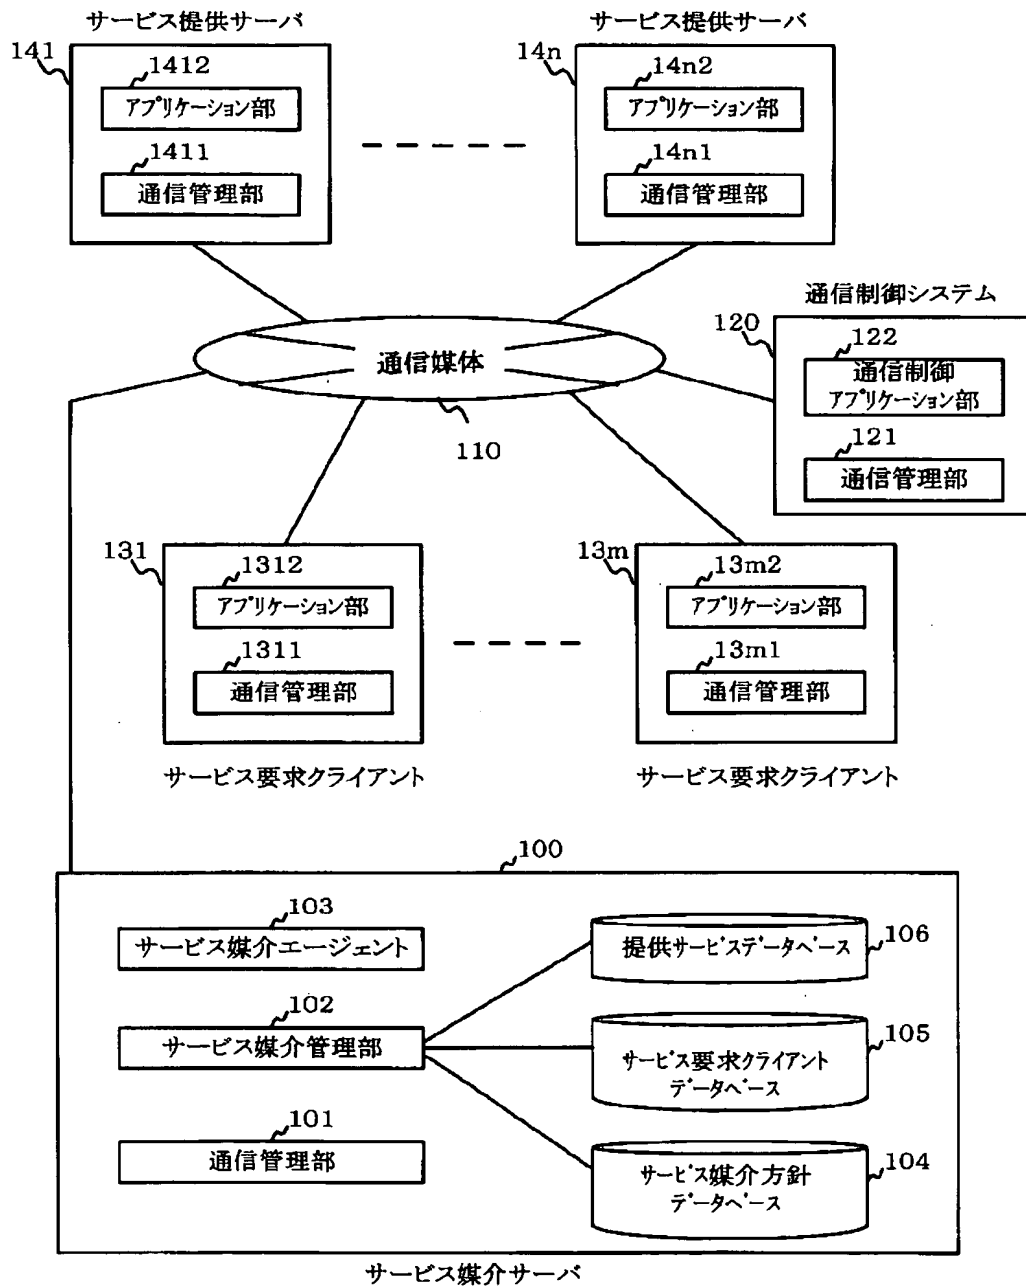 サービス提供サーバ
サービス提供サーバ
141
1412
アプリケーション部
1411
通信管理部
14n
14n2
アプリケーション部
14n1
通信管理部
通信制御システム
120
122
通信制御
アプリケーション部
121
通信管理部
通信媒体
110
131
1312
アプリケーション部
1311
通信管理部
サービス要求クライアント
13m
13m2
アプリケーション部
13m1
通信管理部
サービス要求クライアント
100
103
サービス媒介エージェント
102
サービス媒介管理部
101
通信管理部
提供サービスデータベース
106
サービス要求クライアント
データベース
105
サービス媒介方針
データベース
104
サービス媒介サーバ